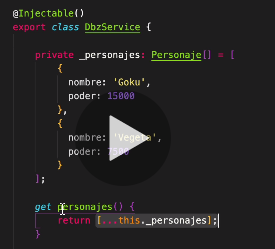 @Injectable()
export class DbzService {
private _personajes: Personaje[] = [
{
nombre: 'Goku',
poder: 15000
},
{
nombre: 'Vegeta',
poder: 7500
}
];
get personajes() {
return [...this._personajes];
}